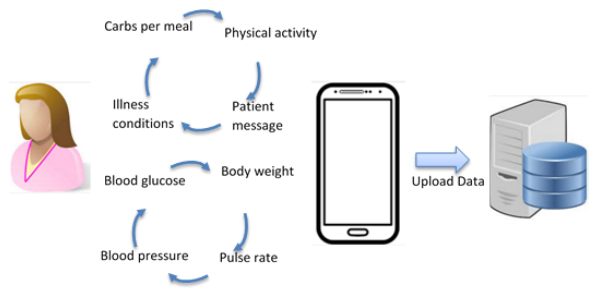 Carbs per meal
Physical activity
Illness
conditions
Patient
message
Blood glucose
Body weight
Upload Data
Blood pressure
Pulse rate